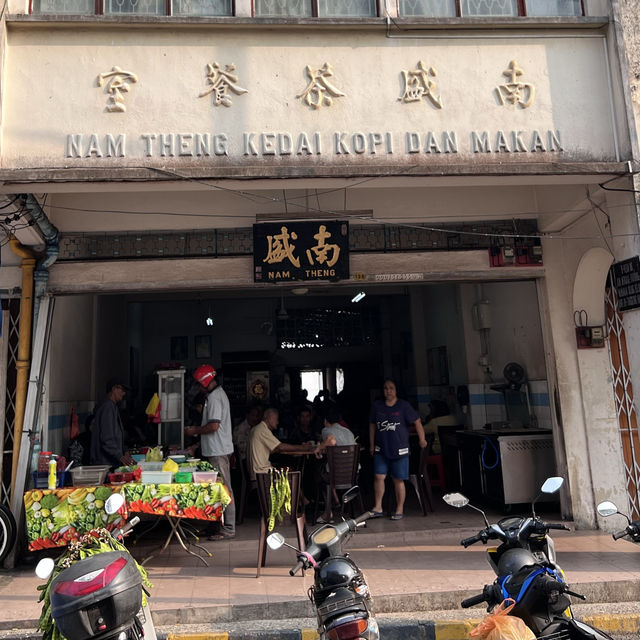 南盛茶餐室
NAM THENG KEDAI KOPI DAN MAKAN
南盛
NAM THENG